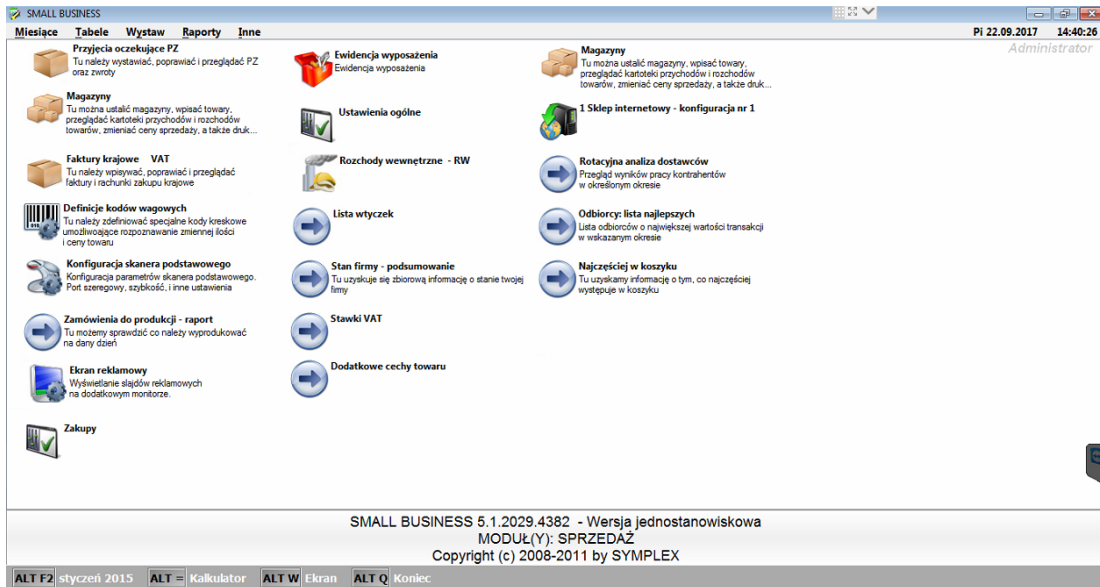 SMALL BUSINESS
Miesiące Tabele Wystaw Raporty Inne
Pi 22.09.2017 14:40:26
Administrator
Przyjęcia oczekujące PZ
Tu należy wystawiać, poprawiać i przeglądać PZ
oraz zwroty
Magazyny
Tu można ustalić magazyny, wpisać towary,
przeglądać kartoteki przychodów i rozchodów
towarów, zmieniać ceny sprzedaży, a także druk...
Faktury krajowe VAT
Tu należy wpisywać, poprawiać i przeglądać
faktury i rachunki zakupu krajowe
Definicje kodów wagowych
Tu należy zdefiniować specjalne kody kreskowe
umożliwoające rozpoznawanie zmiennej ilości
i ceny towaru
Konfiguracja skanera podstawowego
Konfiguracja parametrów skanera podstawowego.
Port szeregowy, szybkość, i inne ustawienia
Zamówienia do produkcji - raport
Tu możemy sprawdzić co należy wyprodukować
na dany dzień
Ekran reklamowy
Wyświetlanie slajdów reklamowych
na dodatkowym monitorze.
Zakupy
Ewidencja wyposażenia
Ewidencja wyposażenia
Ustawienia ogólne
Rozchody wewnętrzne - RW
Lista wtyczek
Stan firmy - podsumowanie
Tu uzyskuje się zbiorową informację o stanie twojej
firmy
Stawki VAT
Dodatkowe cechy towaru
Magazyny
Tu można ustalić magazyny, wpisać towary,
przeglądać kartoteki przychodów i rozchodów
towarów, zmieniać ceny sprzedaży, a także druk...
1 Sklep internetowy - konfiguracja nr 1
Rotacyjna analiza dostawców
Przegląd wyników pracy kontrahentów
w określonym okresie
Odbiorcy: lista najlepszych
Lista odbiorców o największej wartości transakcji
w wskazanym okresie
Najczęściej w koszyku
Tu uzyskamy informację o tym, co najczęściej
występuje w koszyku
SMALL BUSINESS 5.1.2029.4382 - Wersja jednostanowiskowa
MODUŁ(Y): SPRZEDAŻ
Copyright (c) 2008-2011 by SYMPLEX
ALT F2 styczeń 2015 ALT = Kalkulator ALT W Ekran ALT Q Koniec